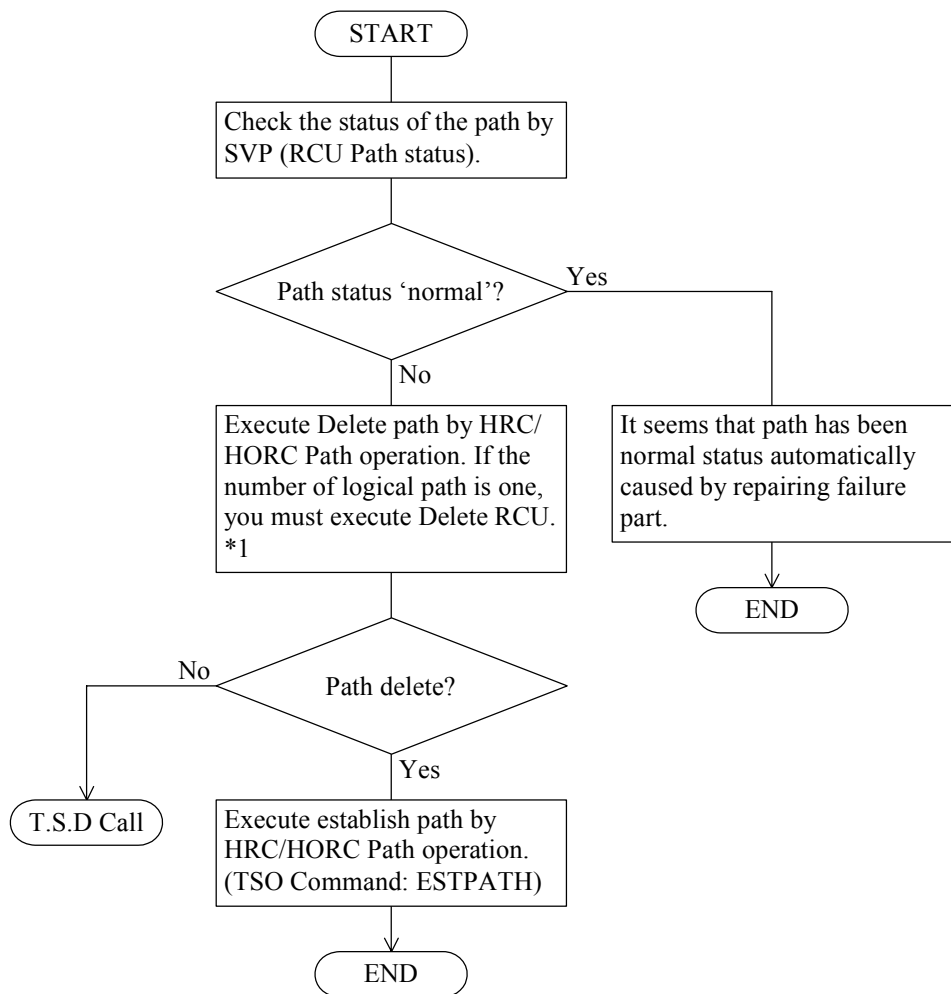 START
Check the status of the path by
SVP (RCU Path status).
Path status ‘normal’?
Yes
No
Execute Delete path by HRC/
HORC Path operation. If the
number of logical path is one,
you must execute Delete RCU.
*1
It seems that path has been
normal status automatically
caused by repairing failure
part.
END
No
Path delete?
Yes
T.S.D Call
Execute establish path by
HRC/HORC Path operation.
(TSO Command: ESTPATH)
END